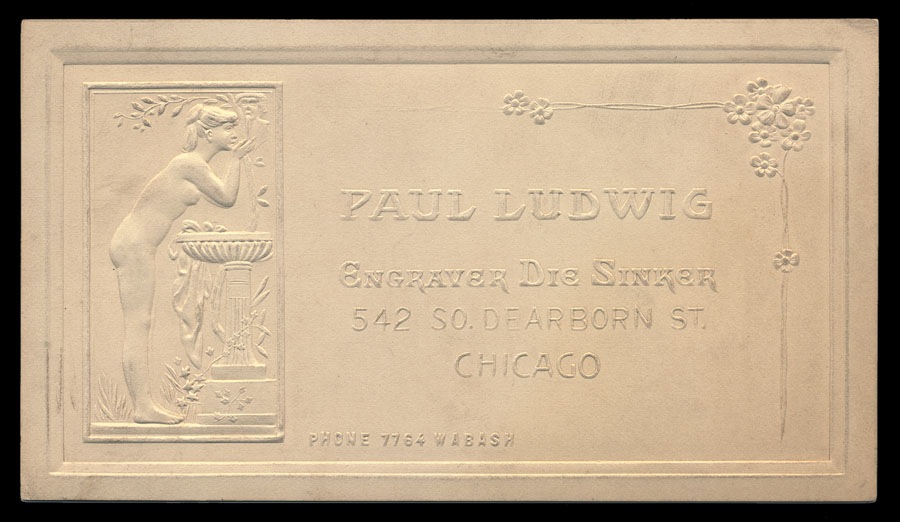 PAUL LUDWIG
ENGRAVER DIE SINKER
542 SO. DEARBORN ST.
CHICAGO
PHONE 7764 WABASH